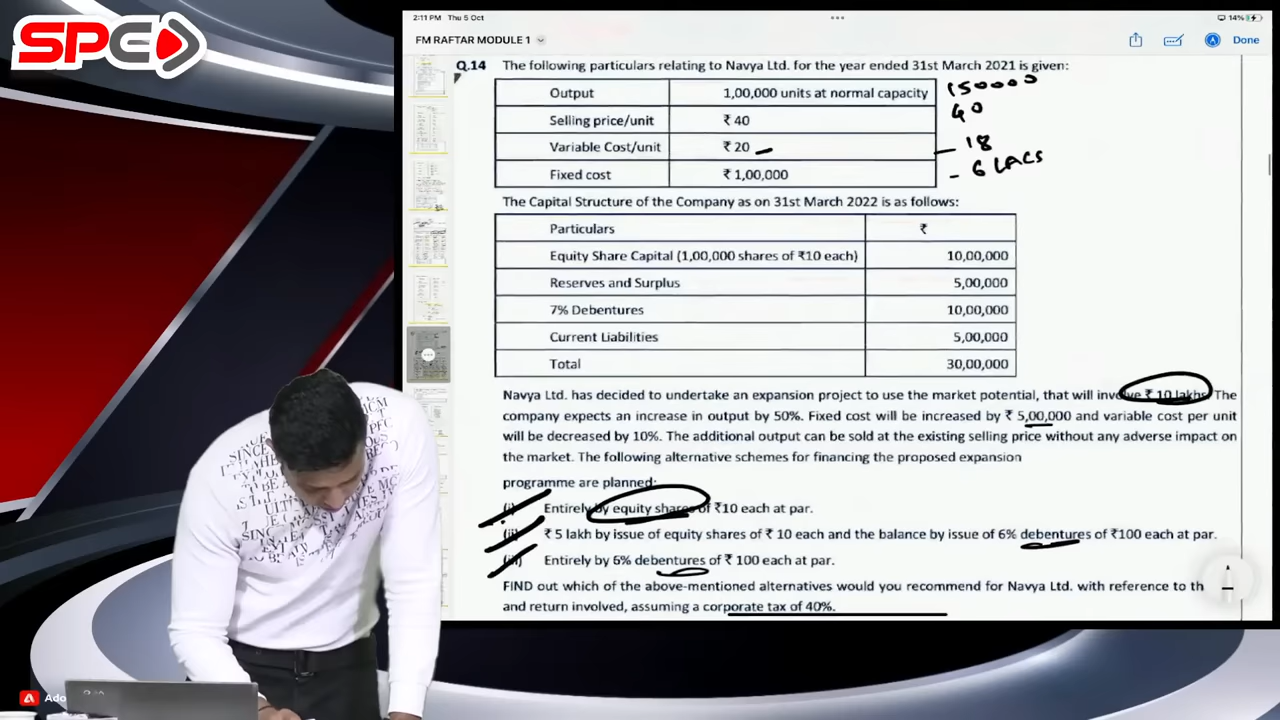 SPC
2:11 PM Thu 5 Oct
14%
FM RAFTAR MODULE 1
Done
Q.14 The following particulars relating to Navya Ltd. for the year ended 31st March 2021 is given:
Output 1,00,000 units at normal capacity 150000
Selling price/unit ₹ 40 40
Variable Cost/unit ₹ 20 - 18
Fixed cost ₹ 1,00,000 - 6 LACS
The Capital Structure of the Company as on 31st March 2022 is as follows:
Particulars ₹
Equity Share Capital (1,00,000 shares of ₹10 each) 10,00,000
Reserves and Surplus 5,00,000
7% Debentures 10,00,000
Current Liabilities 5,00,000
Total 30,00,000
Navya Ltd. has decided to undertake an expansion project to use the market potential, that will involve ₹ 10 lakhs. The
company expects an increase in output by 50%. Fixed cost will be increased by ₹ 5,00,000 and variable cost per unit
will be decreased by 10%. The additional output can be sold at the existing selling price without any adverse impact on
the market. The following alternative schemes for financing the proposed expansion
programme are planned:
(i) Entirely by equity shares of ₹10 each at par.
(ii) ₹ 5 lakh by issue of equity shares of ₹ 10 each and the balance by issue of 6% debentures of ₹100 each at par.
(iii) Entirely by 6% debentures of ₹ 100 each at par.
FIND out which of the above-mentioned alternatives would you recommend for Navya Ltd. with reference to th
and return involved, assuming a corporate tax of 40%.
Ado